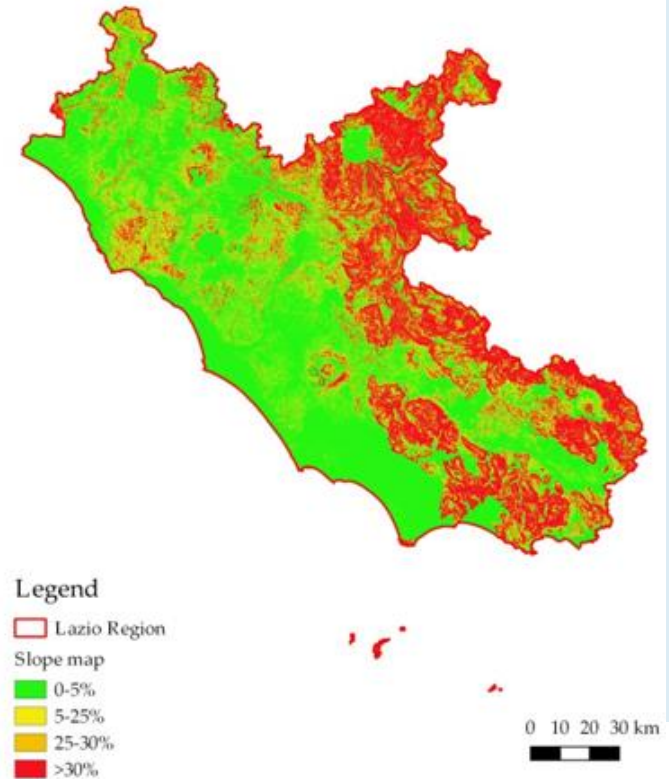 Legend
Lazio Region
Slope map
0-5%
5-25%
25-30%
>30%
0 10 20 30 km